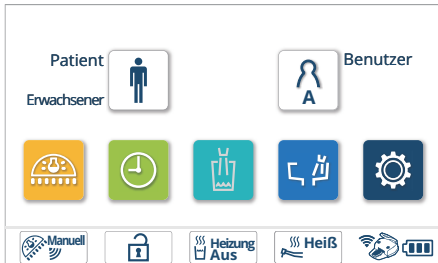 Patient
Benutzer
Erwachsener
A
Manuell
Heizung
Aus
Heiß